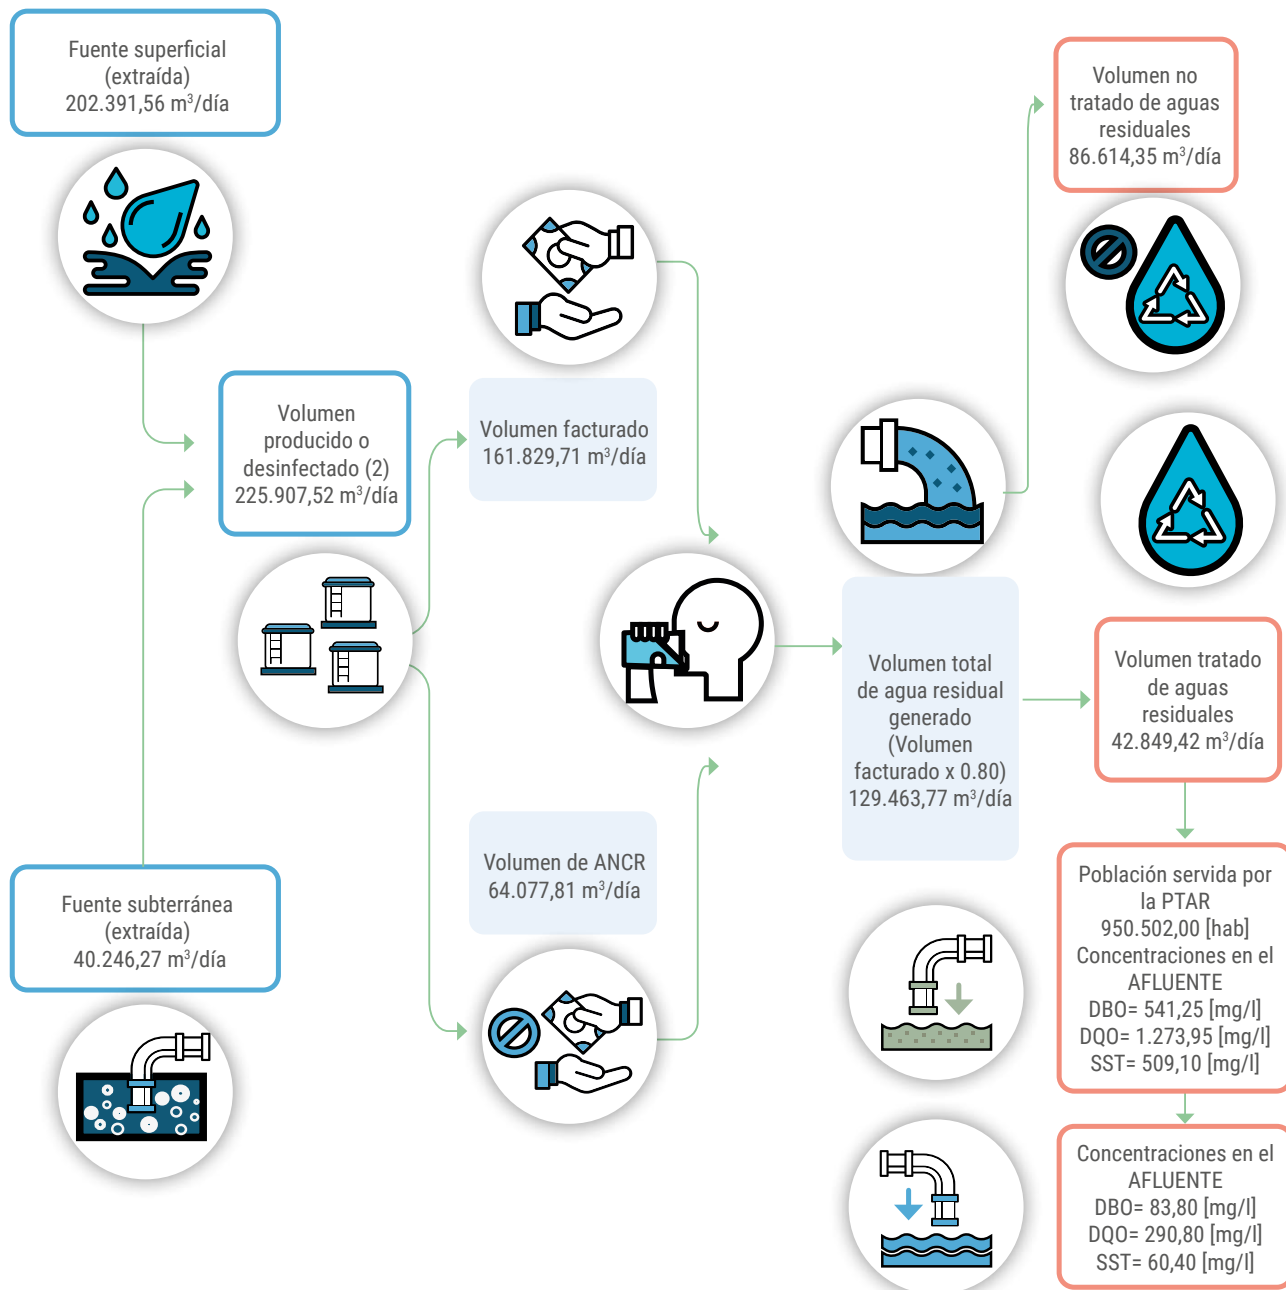 Fuente superficial
(extraída)
202.391,56 m³/día
Fuente subterránea
(extraída)
40.246,27 m³/día
Volumen
producido o
desinfectado (2)
225.907,52 m³/día
Volumen facturado
161.829,71 m³/día
Volumen de ANCR
64.077,81 m³/día
Volumen total
de agua residual
generado
(Volumen
facturado x 0.80)
129.463,77 m³/día
Volumen no
tratado de aguas
residuales
86.614,35 m³/día
Volumen tratado
de aguas
residuales
42.849,42 m³/día
Población servida por
la PTAR
950.502,00 [hab]
Concentraciones en el
AFLUENTE
DBO= 541,25 [mg/l]
DQO= 1.273,95 [mg/l]
SST= 509,10 [mg/l]
Concentraciones en el
AFLUENTE
DBO= 83,80 [mg/l]
DQO= 290,80 [mg/l]
SST= 60,40 [mg/l]